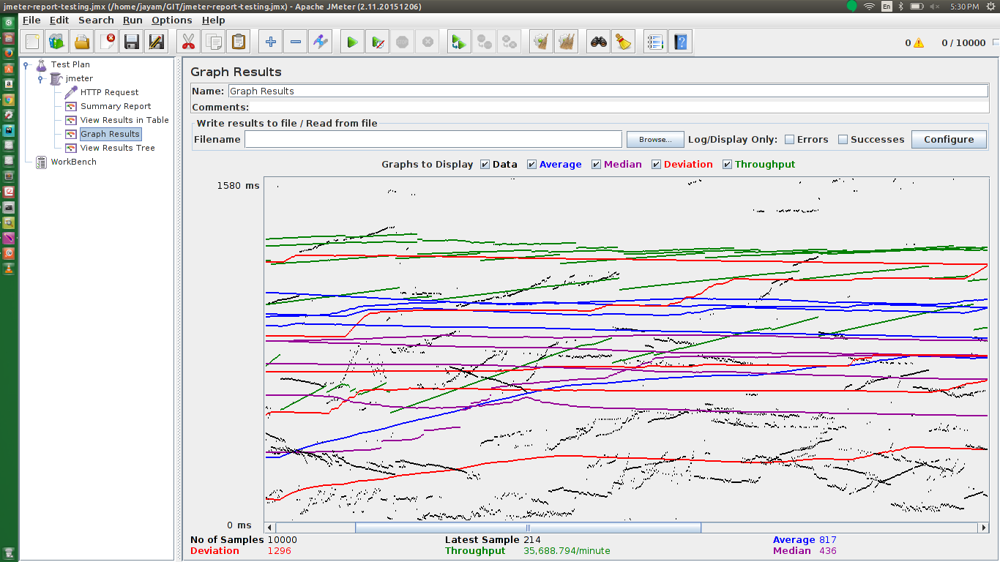 jmeter-report-testing.jmx (/home/jayam/GIT/jmeter-report-testing.jmx) - Apache JMeter (2.11.20151206)
En
5:30 PM
File Edit Search Run Options Help
0
0 / 10000
Test Plan
jmeter
HTTP Request
Summary Report
View Results in Table
Graph Results
View Results Tree
WorkBench
Graph Results
Name: Graph Results
Comments:
Write results to file / Read from file
Filename
Browse...
Log/Display Only: Errors Successes
Configure
Graphs to Display Data Average Median Deviation Throughput
1580 ms
0 ms
No of Samples 10000 Latest Sample 214 Average 817
Deviation 1296 Throughput 35,688.794/minute Median 436